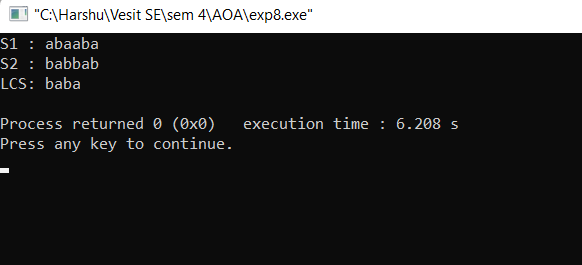 "C:\Harshu\Vesit SE\sem 4\AOA\exp8.exe"
S1 : abaaba
S2 : babbab
LCS: baba
Process returned 0 (0x0)   execution time : 6.208 s
Press any key to continue.